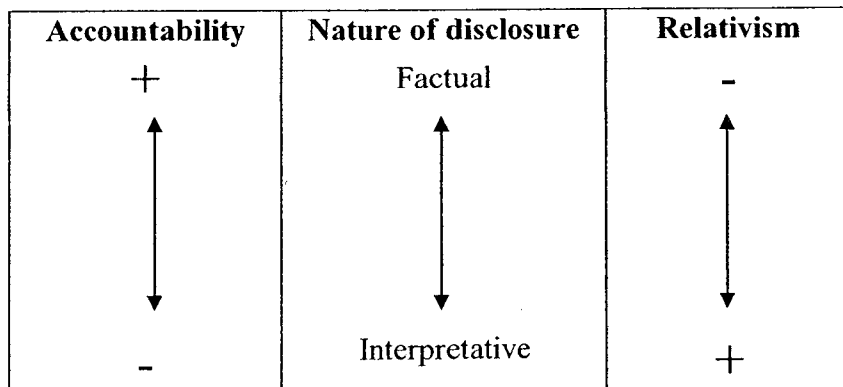 Accountability Nature of disclosure Relativism
+ Factual -
- Interpretative +